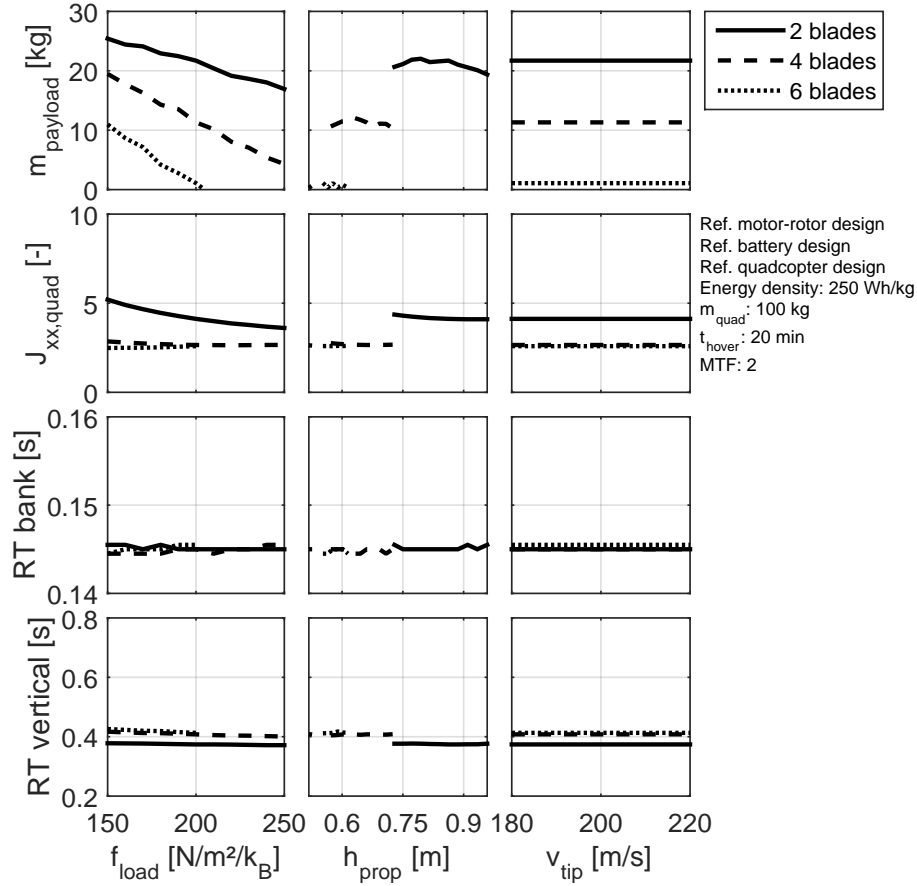 30
20
10
0
m_payload [kg]
2 blades
4 blades
6 blades
10
5
0
J_xx,quad [-]
Ref. motor-rotor design
Ref. battery design
Ref. quadcopter design
Energy density: 250 Wh/kg
m_quad: 100 kg
t_hover: 20 min
MTF: 2
0.16
0.15
0.14
RT bank [s]
0.8
0.6
0.4
0.2
RT vertical [s]
150 200 250 0.6 0.75 0.9 180 200 220
f_load [N/m²/k_B] h_prop [m] v_tip [m/s]